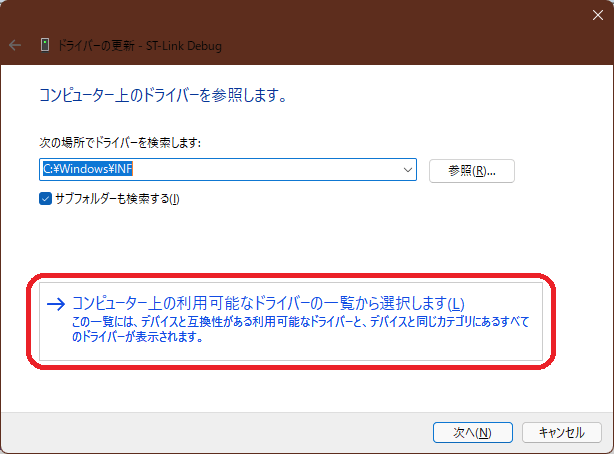 ドライバーの更新 - ST-Link Debug
コンピューター上のドライバーを参照します。
次の場所でドライバーを検索します:
C:¥Windows¥INF
参照(R)...
サブフォルダーも検索する(I)
コンピューター上の利用可能なドライバーの一覧から選択します(L)
この一覧には、デバイスと互換性がある利用可能なドライバーと、デバイスと同じカテゴリにあるすべて
のドライバーが表示されます。
次へ(N)
キャンセル